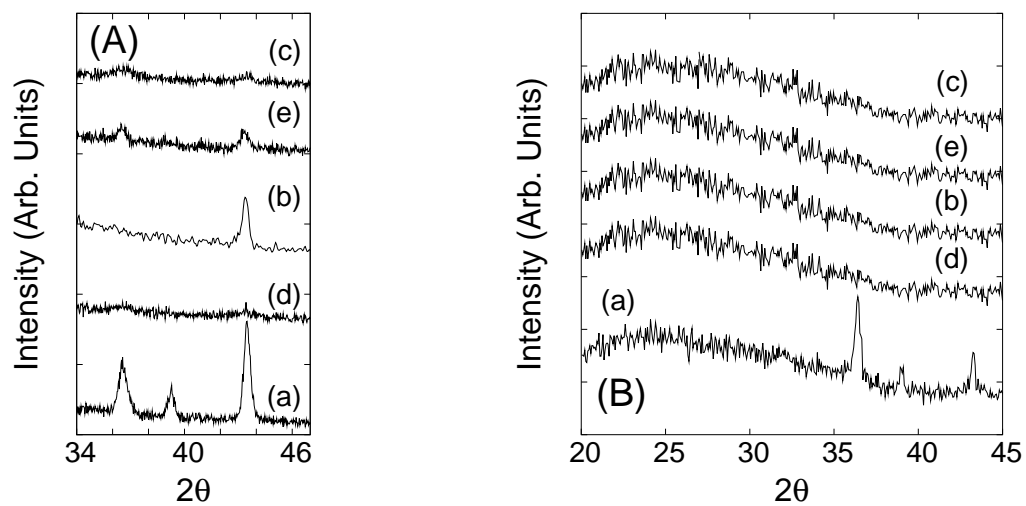 (A)
(c)
(e)
(b)
(d)
(a)
Intensity (Arb. Units)
34 40 46
2θ
(c)
(e)
(b)
(d)
(a)
(B)
Intensity (Arb. Units)
20 25 30 35 40 45
2θ